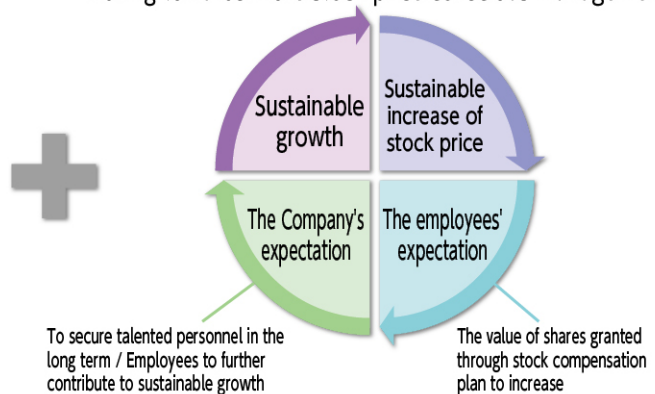 Sustainable
growth
Sustainable
increase of
stock price
The Company's
expectation
The employees'
expectation
To secure talented personnel in the
long term / Employees to further
contribute to sustainable growth
The value of shares granted
through stock compensation
plan to increase